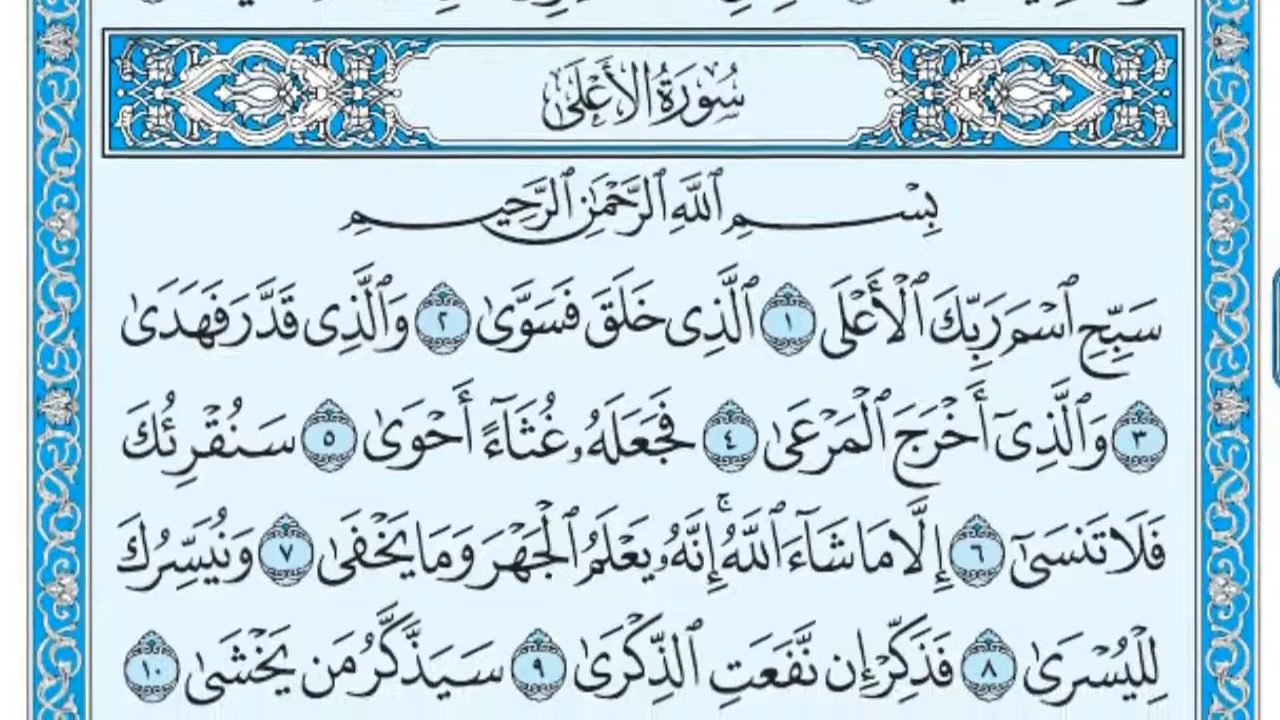 سُورَةُ الأَعْلَى
بِسْمِ ٱللَّهِ ٱلرَّحْمَٰنِ ٱلرَّحِيمِ
سَبِّحِ ٱسْمَ رَبِّكَ ٱلْأَعْلَى ١ ٱلَّذِى خَلَقَ فَسَوَّىٰ ٢ وَٱلَّذِى قَدَّرَ فَهَدَىٰ
٣ وَٱلَّذِىٓ أَخْرَجَ ٱلْمَرْعَىٰ ٤ فَجَعَلَهُۥ غُثَآءً أَحْوَىٰ ٥ سَنُقْرِئُكَ
فَلَا تَنسَىٰٓ ٦ إِلَّا مَا شَآءَ ٱللَّهُۚ إِنَّهُۥ يَعْلَمُ ٱلْجَهْرَ وَمَا يَخْفَىٰ ٧ وَنُيَسِّرُكَ
لِلْيُسْرَىٰ ٨ فَذَكِّرْ إِن نَّفَعَتِ ٱلذِّكْرَىٰ ٩ سَيَذَّكَّرُ مَن يَخْشَىٰ ١٠